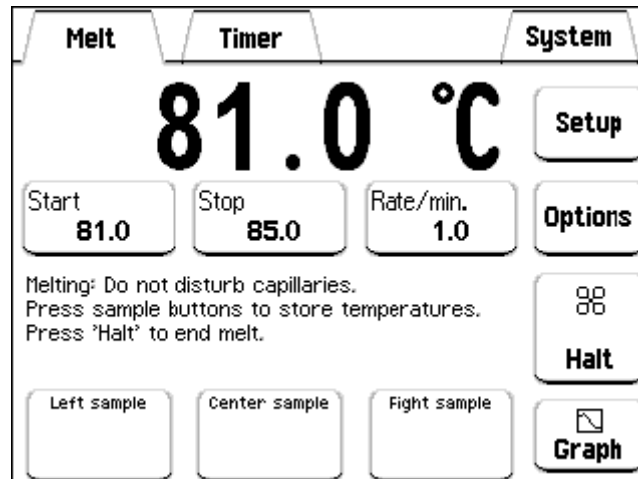 Melt
Timer
System
81.0 °C
Setup
Start
81.0
Stop
85.0
Rate/min.
1.0
Options
Melting: Do not disturb capillaries.
Press sample buttons to store temperatures.
Press 'Halt' to end melt.
Halt
Left sample
Center sample
Fight sample
Graph